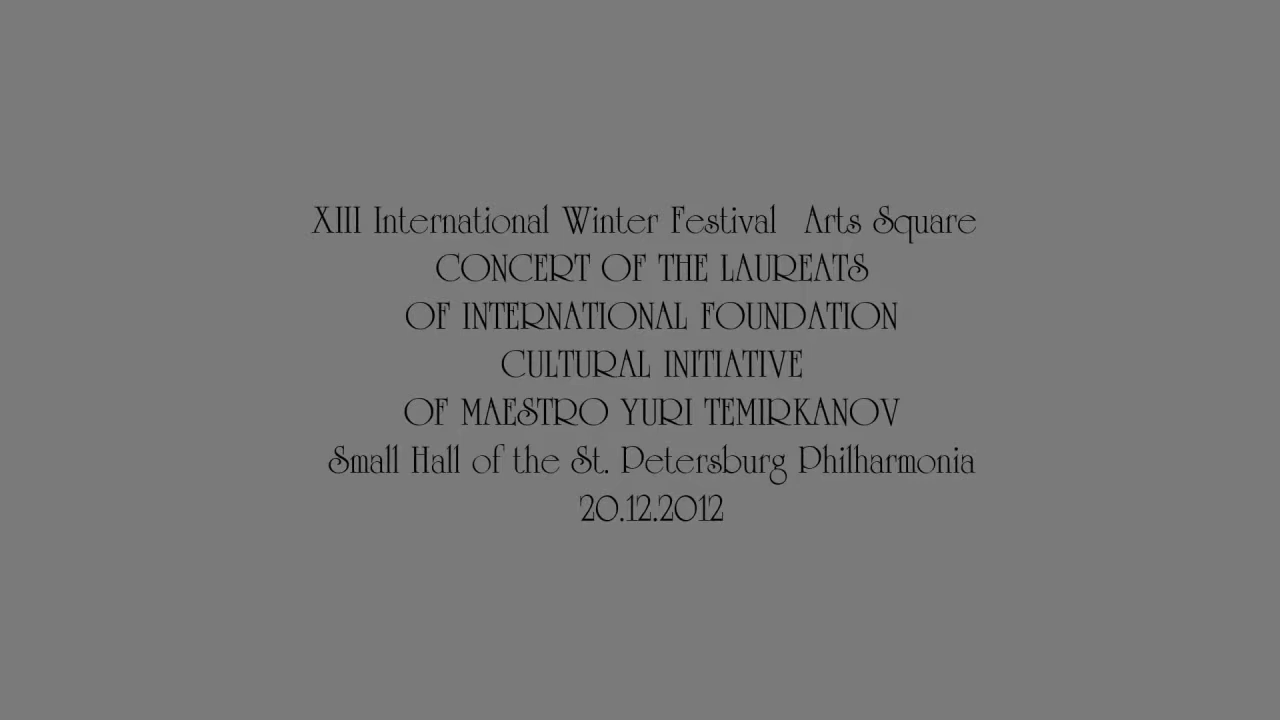 XIII International Winter Festival Arts Square
CONCERT OF THE LAUREATS
OF INTERNATIONAL FOUNDATION
CULTURAL INITIATIVE
OF MAESTRO YURI TEMIRKANOV
Small Hall of the St. Petersburg Philharmonia
20.12.2012